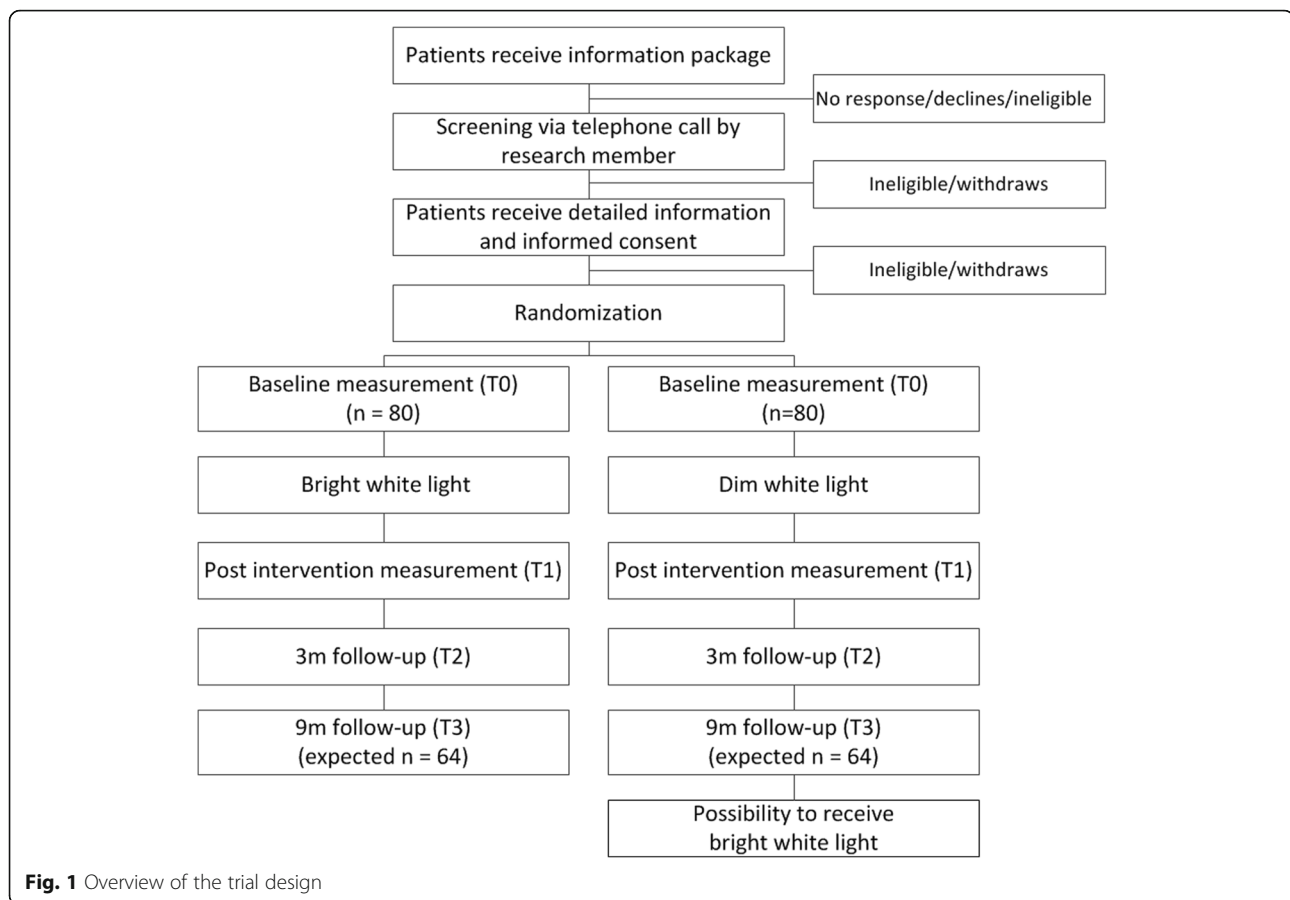 Patients receive information package
No response/declines/ineligible
Screening via telephone call by
research member
Ineligible/withdraws
Patients receive detailed information
and informed consent
Ineligible/withdraws
Randomization
Baseline measurement (T0)
(n = 80)
Baseline measurement (T0)
(n=80)
Bright white light
Dim white light
Post intervention measurement (T1)
Post intervention measurement (T1)
3m follow-up (T2)
3m follow-up (T2)
9m follow-up (T3)
(expected n = 64)
9m follow-up (T3)
(expected n = 64)
Possibility to receive
bright white light
Fig. 1 Overview of the trial design